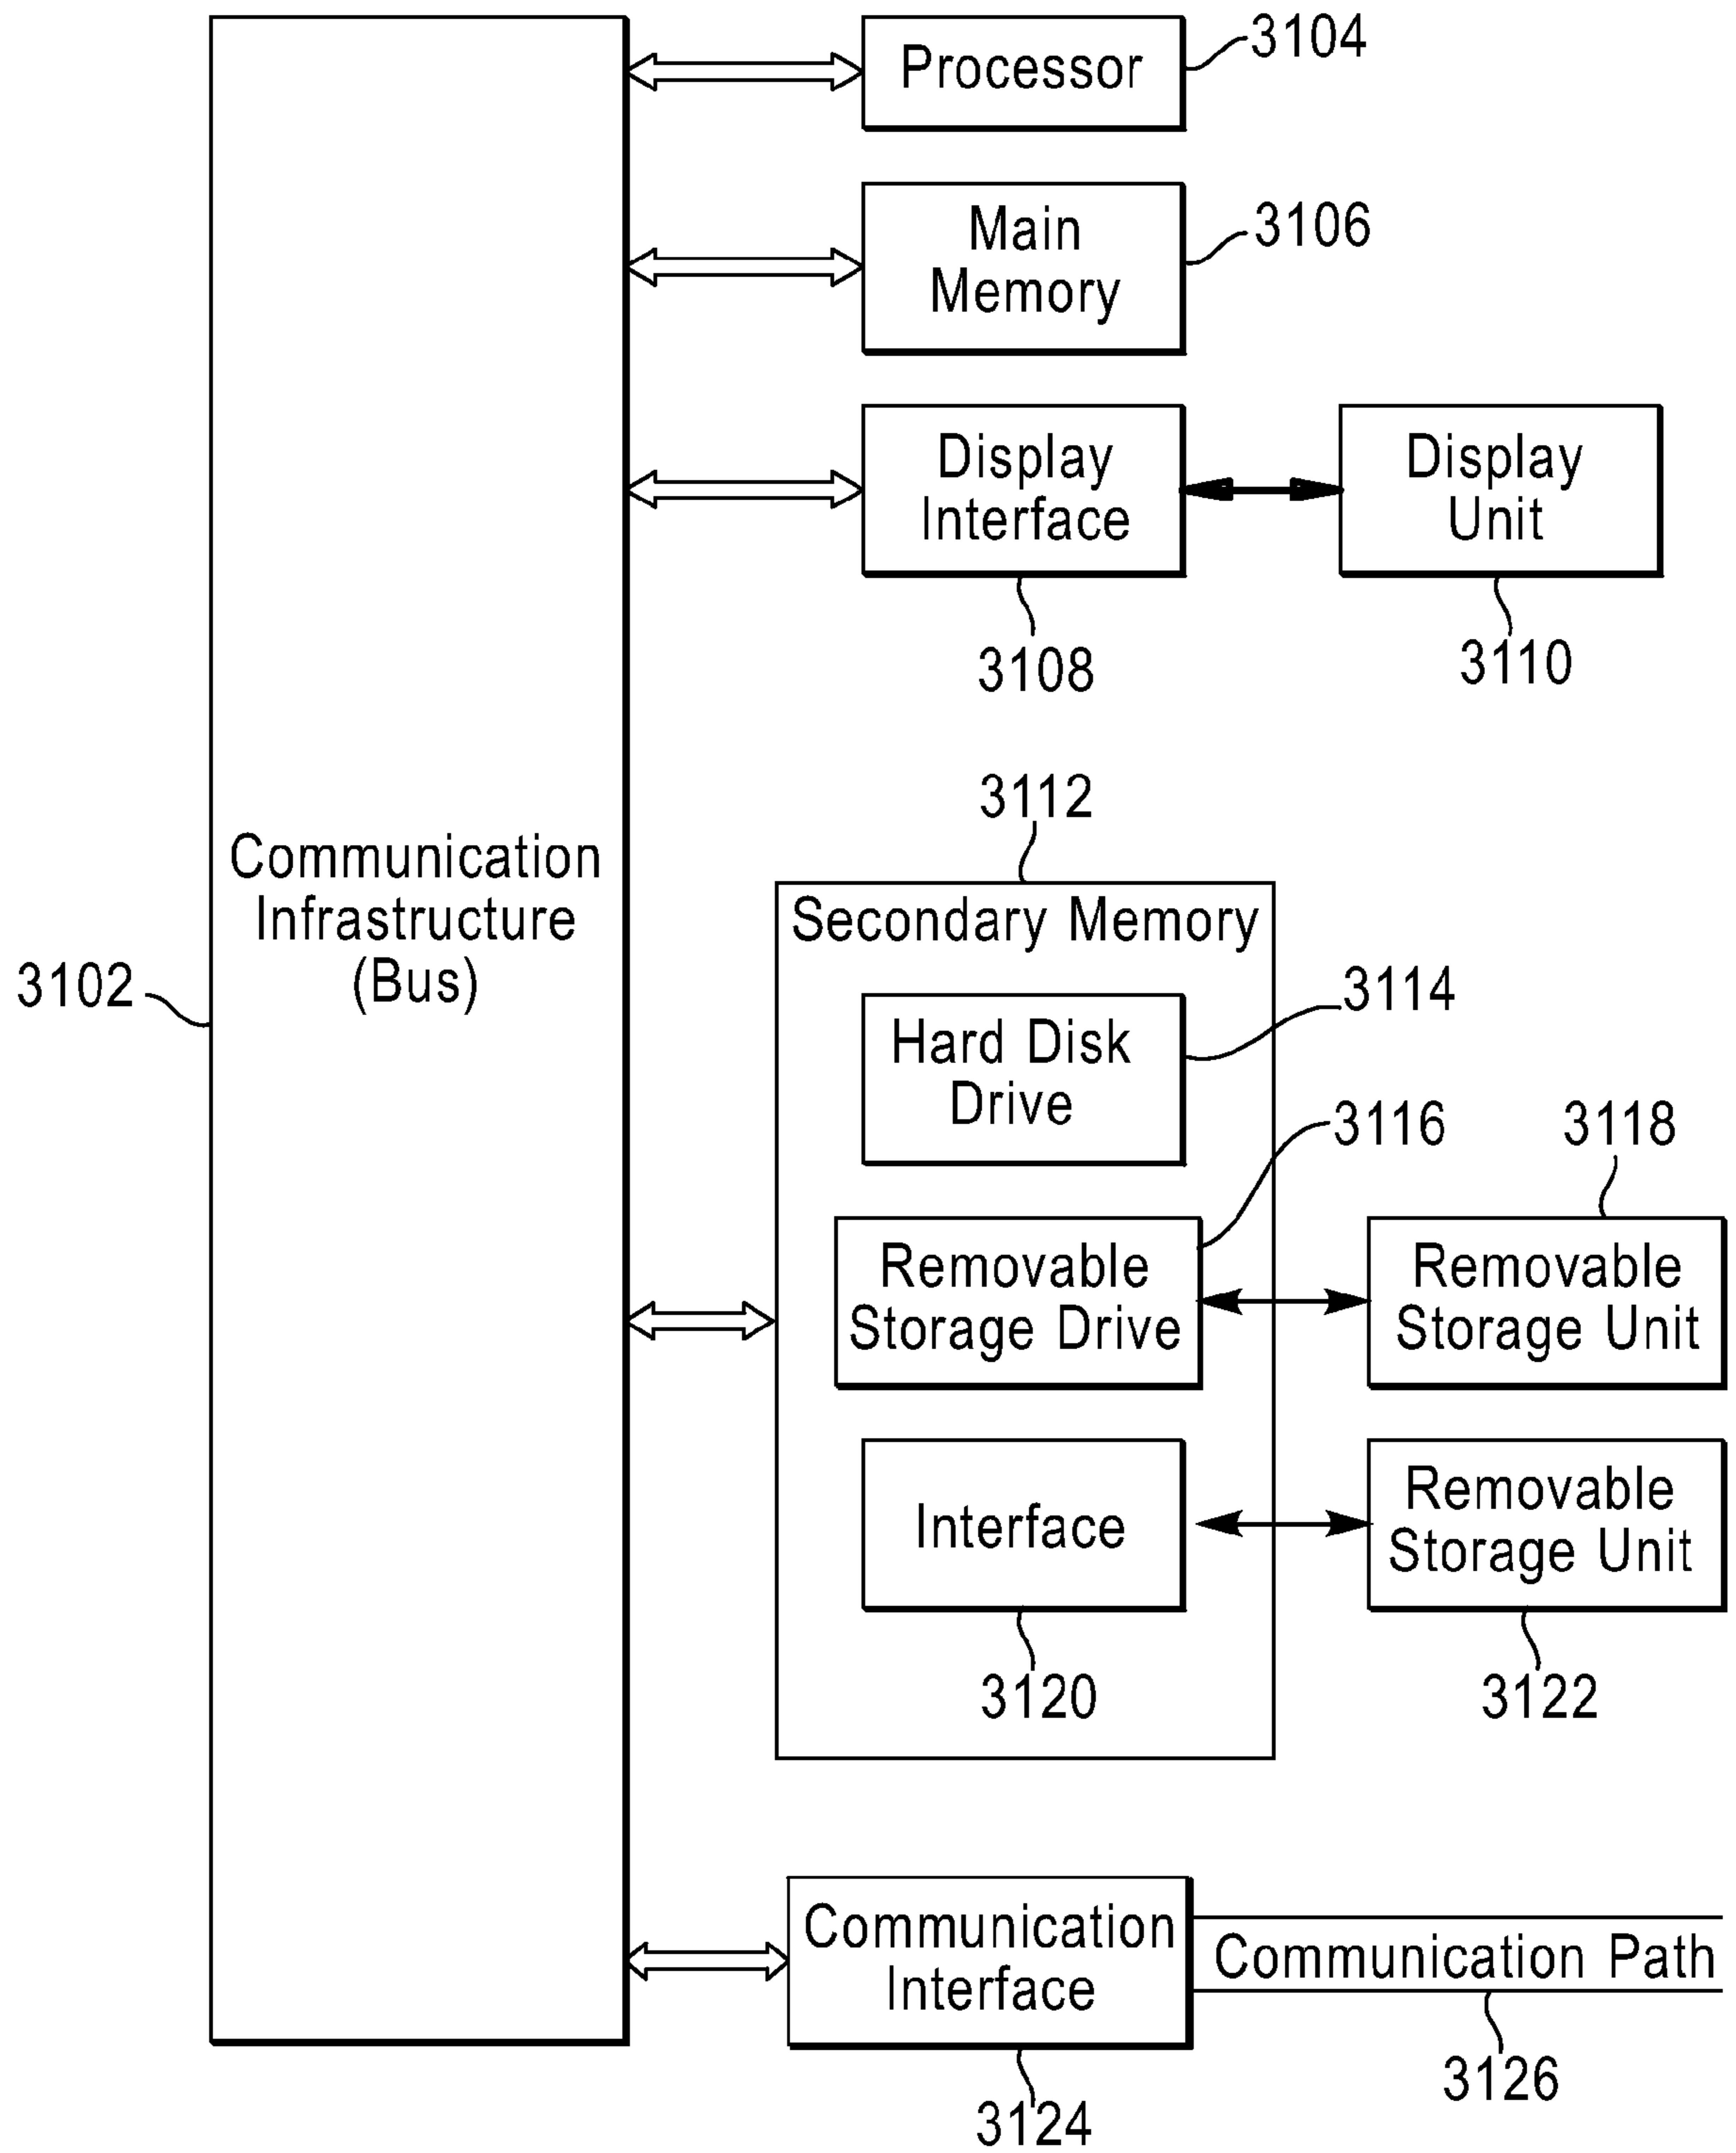 Processor
3104
Main
Memory
3106
Display
Interface
3108
Display
Unit
3110
Communication
Infrastructure
(Bus)
3102
3112
Secondary Memory
Hard Disk
Drive
3114
3116
Removable
Storage Drive
3118
Removable
Storage Unit
Interface
3120
Removable
Storage Unit
3122
Communication
Interface
3124
Communication Path
3126